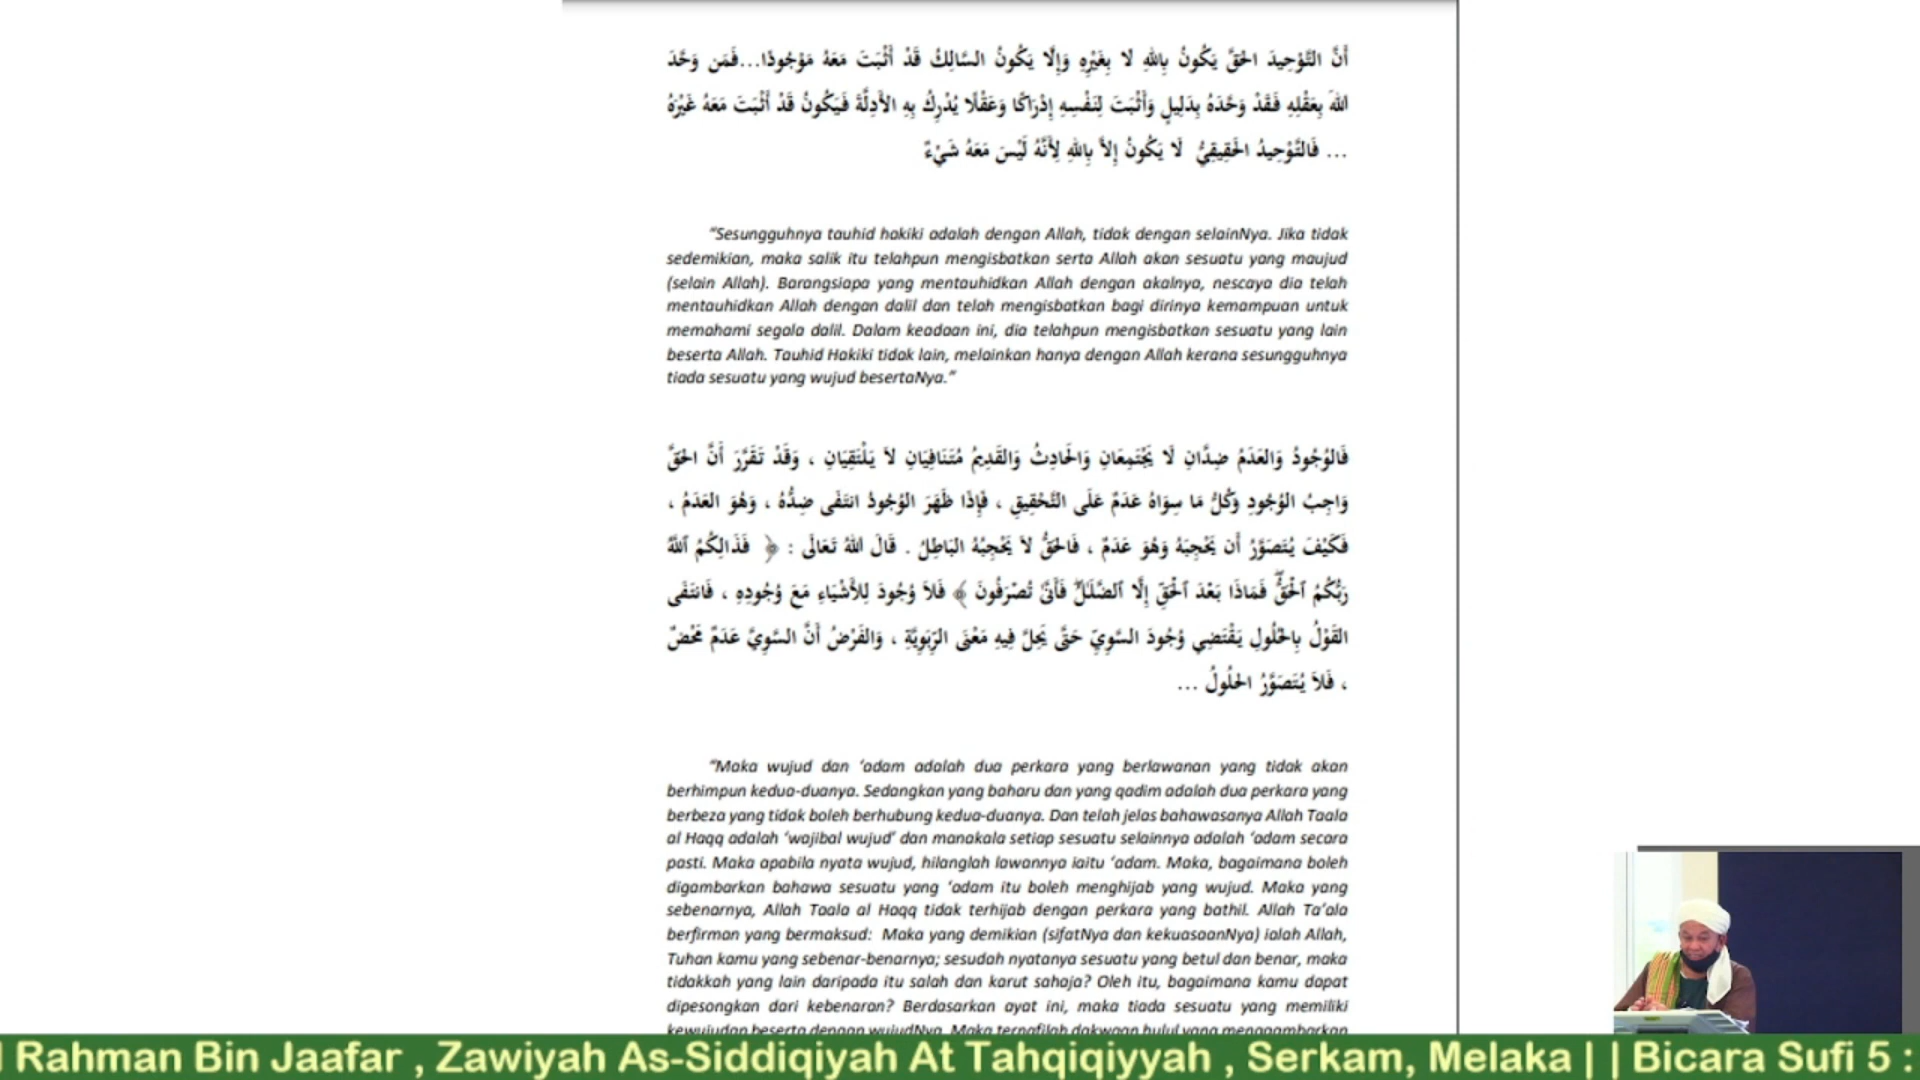 أَنَّ التَّوْحِيدَ الحَقَّ يَكُونُ بِاللهِ لا بِغَيْرِهِ وَإِلَّا يَكُونُ السَّالِكُ قَدْ أَثْبَتَ مَعَهُ مَوْجُودًا...فَمَن وَحَّدَ
اللهَ بِعَقْلِهِ فَقَدْ وَحَّدَهُ بِدَلِيلٍ وَأَثْبَتَ لِنَفْسِهِ إِدْرَاكًا وَعَقْلًا يُدْرِكُ بِهِ الأَدِلَّةَ فَيَكُونُ قَدْ أَثْبَتَ مَعَهُ غَيْرَهُ
... فَالتَّوْحِيدُ الحَقِيقِيُّ لَا يَكُونُ إِلاَّ بِاللهِ لِأَنَّهُ لَيْسَ مَعَهُ شَيْءٌ
“Sesungguhnya tauhid hakiki adalah dengan Allah, tidak dengan selainNya. Jika tidak
sedemikian, maka salik itu telahpun mengisbatkan serta Allah akan sesuatu yang maujud
(selain Allah). Barangsiapa yang mentauhidkan Allah dengan akalnya, nescaya dia telah
mentauhidkan Allah dengan dalil dan telah mengisbatkan bagi dirinya kemampuan untuk
memahami segala dalil. Dalam keadaan ini, dia telahpun mengisbatkan sesuatu yang lain
beserta Allah. Tauhid Hakiki tidak lain, melainkan hanya dengan Allah kerana sesungguhnya
tiada sesuatu yang wujud besertaNya.”
فَالوُجُودُ وَالعَدَمُ ضِدَّانِ لَا يَجْتَمِعَانِ وَالحَادِثُ وَالقَدِيمُ مُتَنَافِيَانِ لاَ يَلْتَقِيَانِ ، وَقَدْ تَقَرَّرَ أَنَّ الحَقَّ
وَاجِبُ الوُجُودِ وَكُلُّ مَا سِوَاهُ عَدَمٌ عَلَى التَّحْقِيقِ ، فَإِذَا ظَهَرَ الوُجُودُ انتَفَى ضِدُّهُ ، وَهُوَ العَدَمُ ،
فَكَيْفَ يُتَصَوَّرُ أَن يَحْجِبَهُ وَهُوَ عَدَمٌ ، فَالحَقُّ لاَ يَحْجِبُهُ البَاطِلُ . قَالَ اللهُ تَعَالَى : ﴿ فَذَالِكُمُ ٱللَّهُ
رَبُّكُمُ ٱلْحَقُّ فَمَاذَا بَعْدَ ٱلْحَقِّ إِلَّا ٱلضَّلَـٰلُ فَأَنَّىٰ تُصْرَفُونَ ﴾ فَلاَ وُجُودَ لِلأَشْيَاءِ مَعَ وُجُودِهِ ، فَانتَفَى
القَوْلُ بِالحُلُولِ يَقْتَضِي وُجُودَ السَّوِيِّ حَتَّى يَحِلَّ فِيهِ مَعْنَى الرَّبَوِيَّةِ ، وَالفَرْضُ أَنَّ السَّوِيَّ عَدَمٌ مَحْضٌ
، فَلاَ يُتَصَوَّرُ الحُلُولُ ...
“Maka wujud dan ‘adam adalah dua perkara yang berlawanan yang tidak akan
berhimpun kedua-duanya. Sedangkan yang baharu dan yang qadim adalah dua perkara yang
berbeza yang tidak boleh berhubung kedua-duanya. Dan telah jelas bahawasanya Allah Taala
al Haqq adalah ‘wajibal wujud’ dan manakala setiap sesuatu selainnya adalah ‘adam secara
pasti. Maka apabila nyata wujud, hilanglah lawannya iaitu ‘adam. Maka, bagaimana boleh
digambarkan bahawa sesuatu yang ‘adam itu boleh menghijab yang wujud. Maka yang
sebenarnya, Allah Taala al Haqq tidak terhijab dengan perkara yang bathil. Allah Ta’ala
berfirman yang bermaksud: Maka yang demikian (sifatNya dan kekuasaanNya) ialah Allah,
Tuhan kamu yang sebenar-benarnya; sesudah nyatanya sesuatu yang betul dan benar, maka
tidakkah yang lain daripada itu salah dan karut sahaja? Oleh itu, bagaimana kamu dapat
dipesongkan dari kebenaran? Berdasarkan ayat ini, maka tiada sesuatu yang memiliki
kewujudan beserta dengan wujudNya. Maka ternafilah dakwaan hulul yang menggambarkan
Rahman Bin Jaafar , Zawiyah As-Siddiqiyah At Tahqiqiyyah , Serkam, Melaka | | Bicara Sufi 5 :